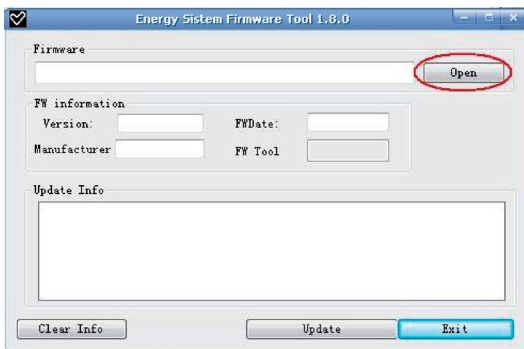 Energy Sistem Firmware Tool 1.8.0
Firmware
Open
FW information
Version: FWDate:
Manufacturer FW Tool
Update Info
Clear Info Update Exit